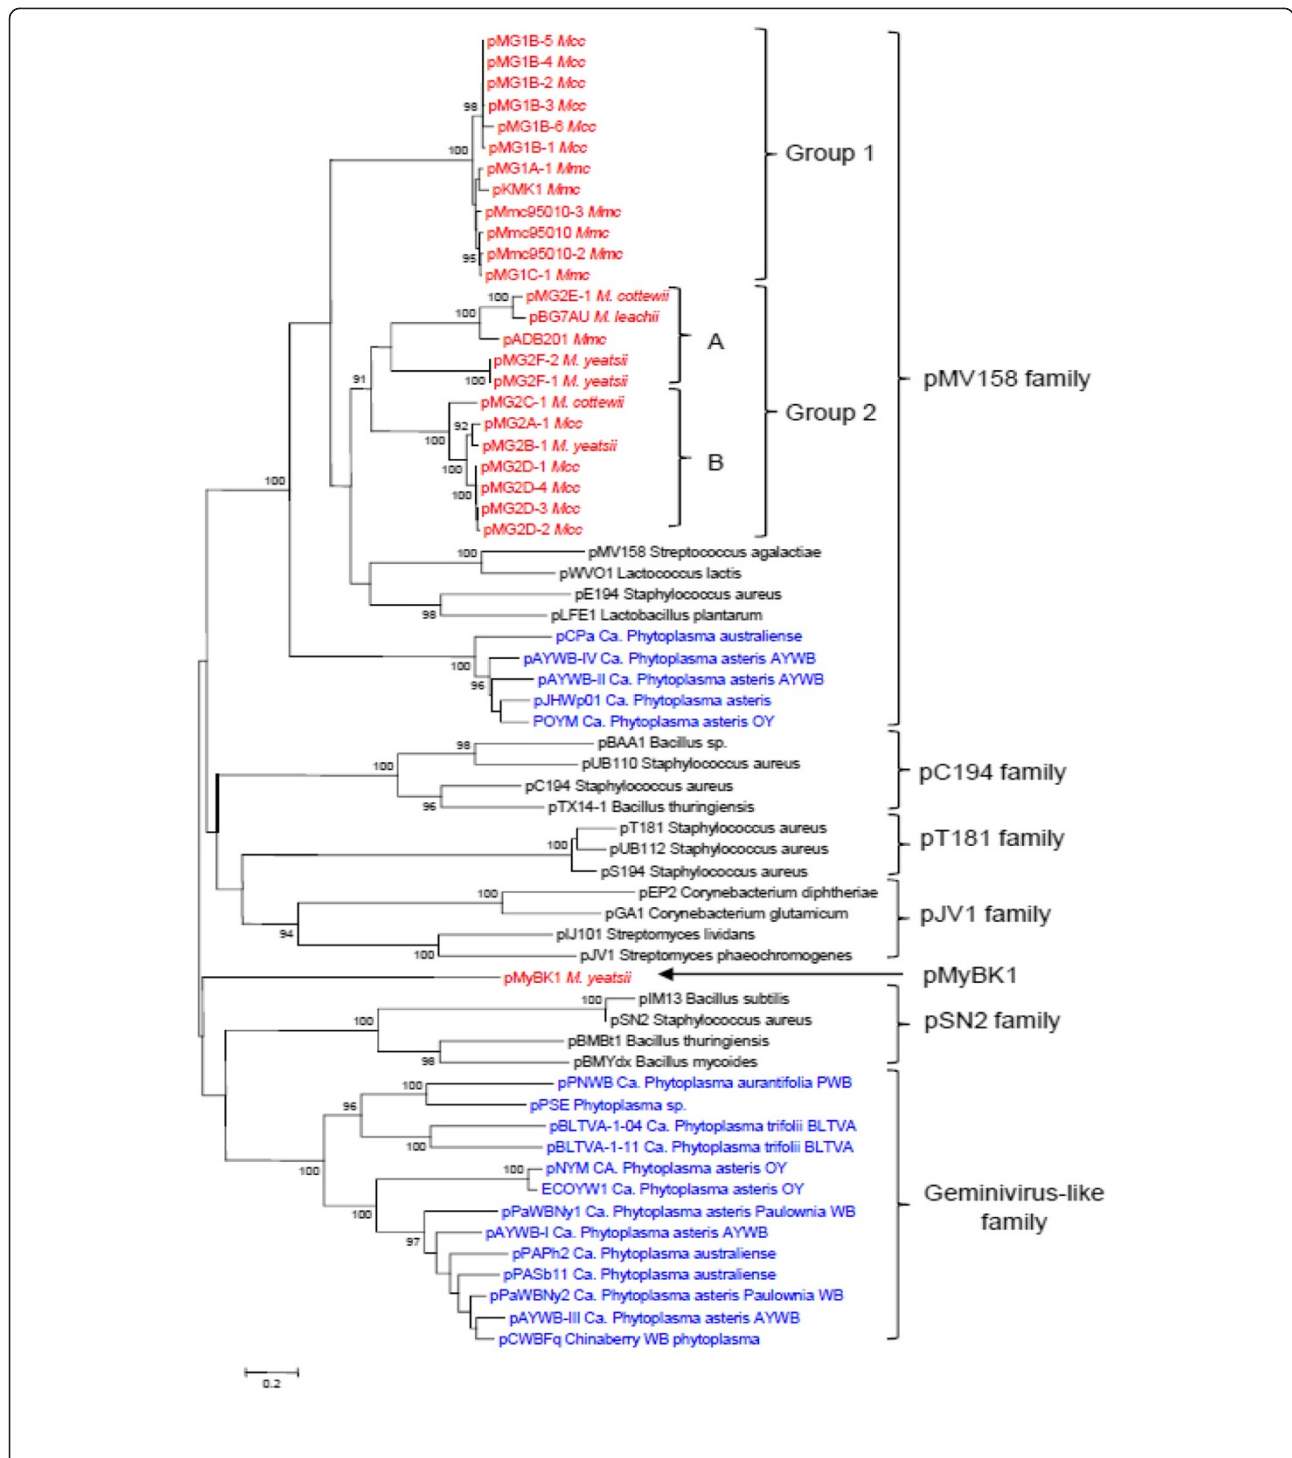 pMG1B-5 Mcc
pMG1B-4 Mcc
pMG1B-2 Mcc
98 pMG1B-3 Mcc
pMG1B-6 Mcc
100 pMG1B-1 Mcc
Group 1
pMG1A-1 Mmc
pKMK1 Mmc
pMmc95010-3 Mmc
pMmc95010 Mmc
95 pMmc95010-2 Mmc
pMG1C-1 Mmc
100 pMG2E-1 M. cottewii
100 pBG7AU M. leachii
pADB201 Mmc
A
pMG2F-2 M. yeatsii
100 pMG2F-1 M. yeatsii
pMV158 family
91
pMG2C-1 M. cottewii
Group 2
92 pMG2A-1 Mcc
100 pMG2B-1 M. yeatsii
100 pMG2D-1 Mcc
B
100 pMG2D-4 Mcc
pMG2D-3 Mcc
pMG2D-2 Mcc
100
100 pMV158 Streptococcus agalactiae
pWVO1 Lactococcus lactis
pE194 Staphylococcus aureus
98 pLFE1 Lactobacillus plantarum
pCPa Ca. Phytoplasma australiense
100 pAYWB-IV Ca. Phytoplasma asteris AYWB
96 pAYWB-II Ca. Phytoplasma asteris AYWB
pJHWp01 Ca. Phytoplasma asteris
POYM Ca. Phytoplasma asteris OY
98 pBAA1 Bacillus sp.
100 pUB110 Staphylococcus aureus
pC194 family
pC194 Staphylococcus aureus
96 pTX14-1 Bacillus thuringiensis
pT181 Staphylococcus aureus
pT181 family
100 pUB112 Staphylococcus aureus
pS194 Staphylococcus aureus
100 pEP2 Corynebacterium diphtheriae
pGA1 Corynebacterium glutamicum
pJV1 family
94 pIJ101 Streptomyces lividans
100 pJV1 Streptomyces phaeochromogenes
pMyBK1 M. yeatsii
pMyBK1
100 pIM13 Bacillus subtilis
100 pSN2 Staphylococcus aureus
pSN2 family
pBMBt1 Bacillus thuringiensis
98 pBMYdx Bacillus mycoides
100 pPNWB Ca. Phytoplasma aurantifolia PWB
96 pPSE Phytoplasma sp.
pBLTVA-1-04 Ca. Phytoplasma trifolii BLTVA
100 pBLTVA-1-11 Ca. Phytoplasma trifolii BLTVA
100
100 pNYM CA. Phytoplasma asteris OY
ECOYW1 Ca. Phytoplasma asteris OY
Geminivirus-like
family
100 pPaWBNy1 Ca. Phytoplasma asteris Paulownia WB
97 pAYWB-I Ca. Phytoplasma asteris AYWB
pPAPh2 Ca. Phytoplasma australiense
pPASb11 Ca. Phytoplasma australiense
pPaWBNy2 Ca. Phytoplasma asteris Paulownia WB
pAYWB-III Ca. Phytoplasma asteris AYWB
pCWBFq Chinaberry WB phytoplasma
0.2